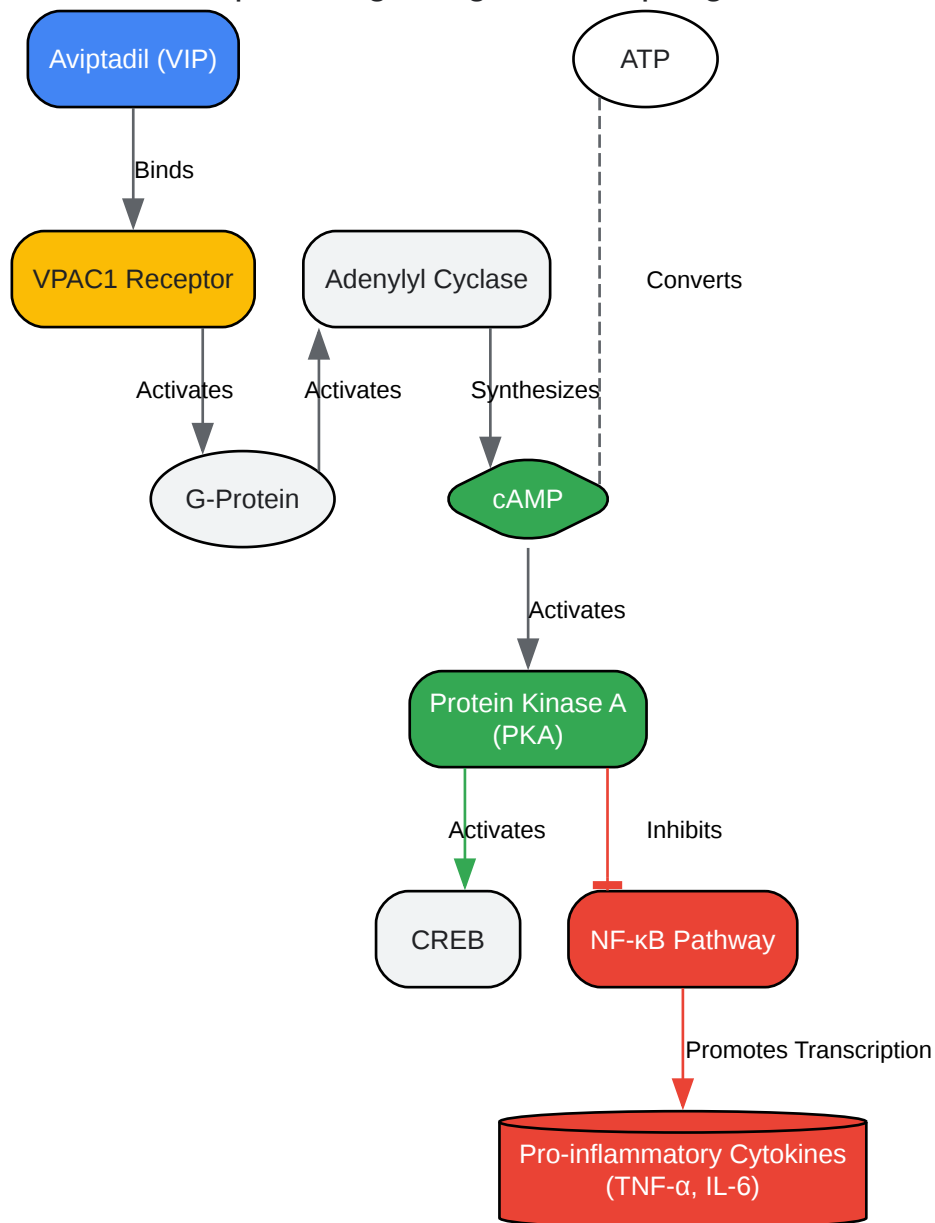 Aviptadil (VIP)
ATP
Binds
VPAC1 Receptor
Adenylyl Cyclase
Converts
Activates
Activates
Synthesizes
G-Protein
cAMP
Activates
Protein Kinase A
(PKA)
Activates
Inhibits
CREB
NF-κB Pathway
Promotes Transcription
Pro-inflammatory Cytokines
(TNF-α, IL-6)